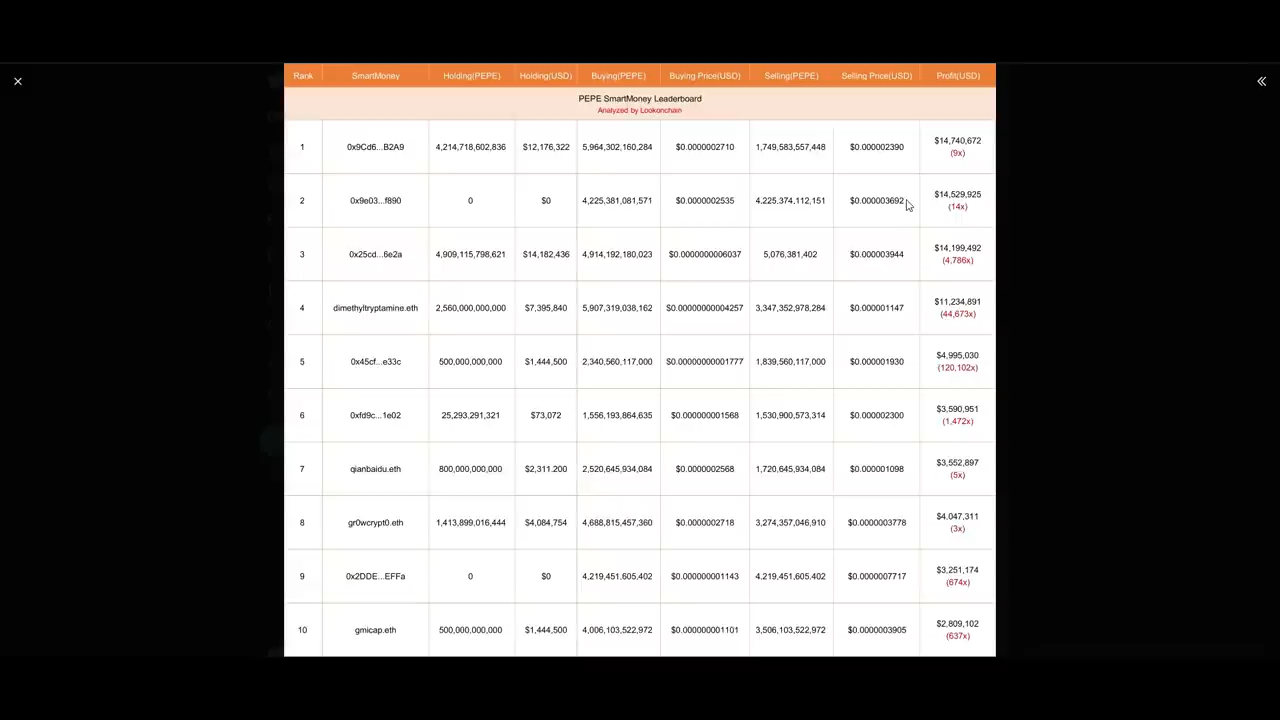 Rank SmartMoney Holding(PEPE) Holding(USD) Buying(PEPE) Buying Price(USD) Selling(PEPE) Selling Price(USD) Profit(USD)
PEPE SmartMoney Leaderboard
Analyzed by Lookonchain
1 0x9Cd6...B2A9 4,214,718,602,836 $12,176,322 5,964,302,160,284 $0.0000002710 1,749,583,557,448 $0.000002390 $14,740,672
(9x)
2 0x9e03...f890 0 $0 4,225,381,081,571 $0.0000002535 4,225,374,112,151 $0.000003692 $14,529,925
(14x)
3 0x25cd...6e2a 4,909,115,798,621 $14,182,436 4,914,192,180,023 $0.0000000006037 5,076,381,402 $0.000003944 $14,199,492
(4,786x)
4 dimethyltryptamine.eth 2,560,000,000,000 $7,395,840 5,907,319,038,162 $0.00000000004257 3,347,352,978,284 $0.000001147 $11,234,891
(44,673x)
5 0x45cf...e33c 500,000,000,000 $1,444,500 2,340,560,117,000 $0.00000000001777 1,839,560,117,000 $0.000001930 $4,995,030
(120,102x)
6 0xfd9c...1e02 25,293,291,321 $73,072 1,556,193,864,635 $0.000000001568 1,530,900,573,314 $0.000002300 $3,590,951
(1,472x)
7 qianbaidu.eth 800,000,000,000 $2,311,200 2,520,645,934,084 $0.0000002568 1,720,645,934,084 $0.000001098 $3,552,897
(5x)
8 gr0wcrypt0.eth 1,413,899,016,444 $4,084,754 4,688,815,457,360 $0.0000002718 3,274,357,046,910 $0.0000003778 $4,047,311
(3x)
9 0x2DDE...EFFa 0 $0 4,219,451,605,402 $0.000000001143 4,219,451,605,402 $0.0000007717 $3,251,174
(674x)
10 gmicap.eth 500,000,000,000 $1,444,500 4,006,103,522,972 $0.000000001101 3,506,103,522,972 $0.0000003905 $2,809,102
(637x)